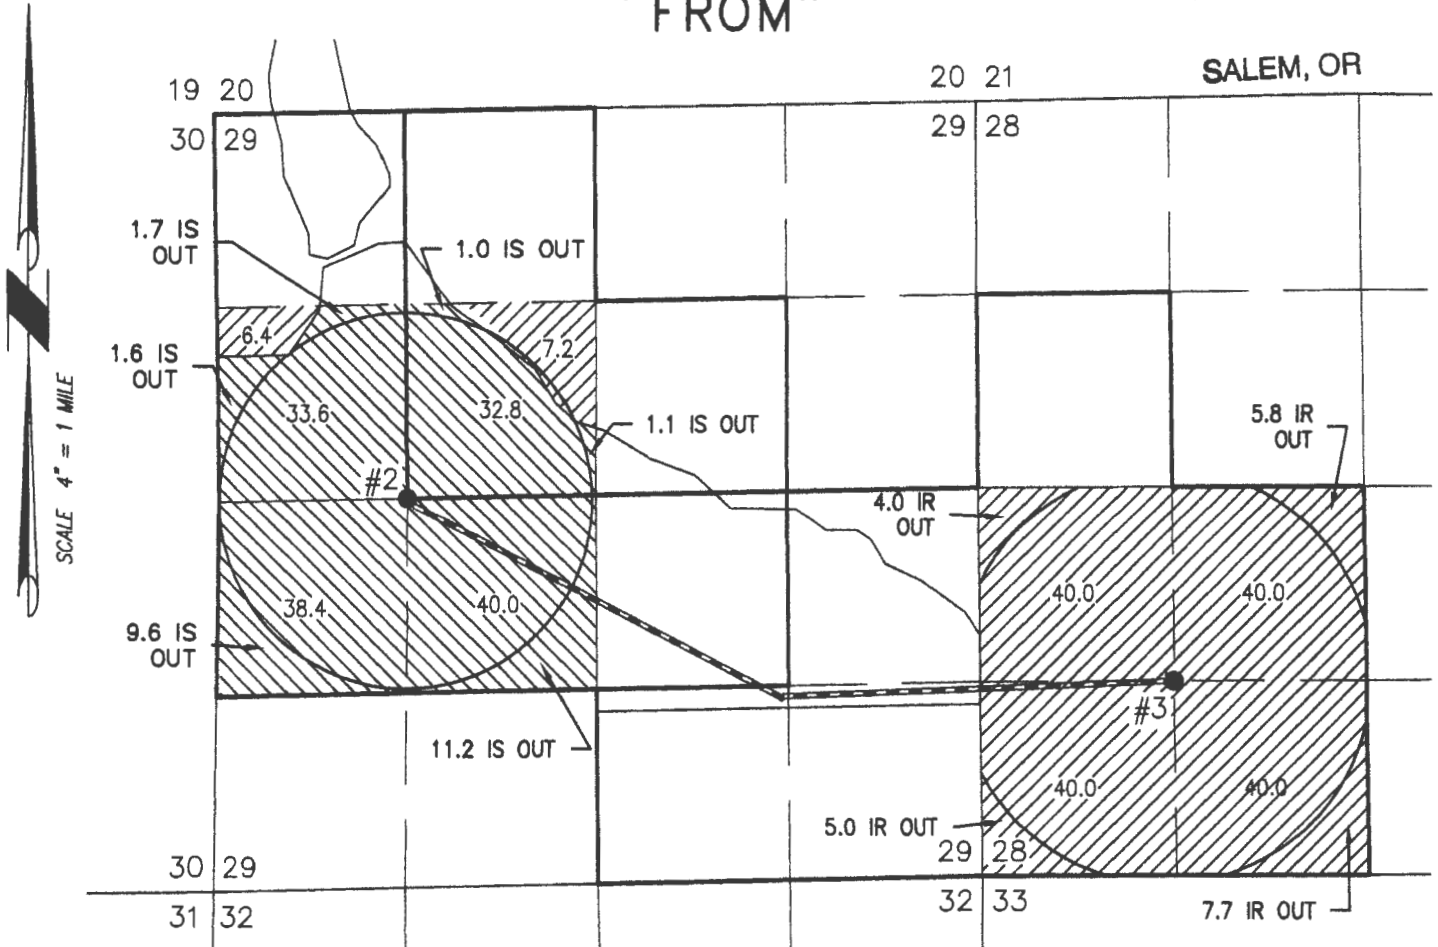 "FROM"
SALEM, OR
19 20
30 29
20 21
29 28
1.7 IS
OUT
1.0 IS OUT
6.4
7.2
1.6 IS
OUT
SCALE 4" = 1 MILE
33.6
32.8
1.1 IS OUT
5.8 IR
OUT
#2
4.0 IR
OUT
38.4
40.0
40.0
40.0
9.6 IS
OUT
#3
11.2 IS OUT
40.0
40.0
5.0 IR OUT
30 29
31 32
29 28
32 33
7.7 IR OUT